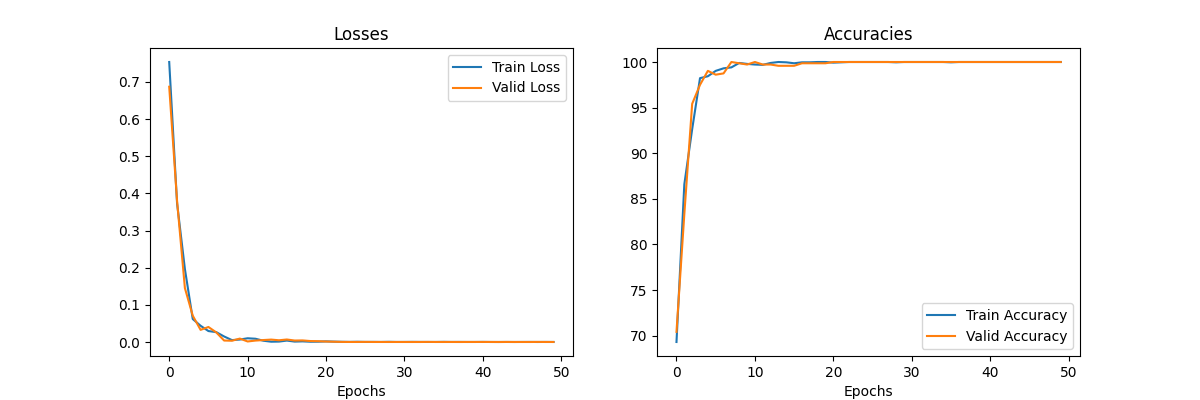 Losses
0.7
0.6
0.5
0.4
0.3
0.2
0.1
0.0
0 10 20 30 40 50
Epochs
Train Loss
Valid Loss
Accuracies
100
95
90
85
80
75
70
0 10 20 30 40 50
Epochs
Train Accuracy
Valid Accuracy